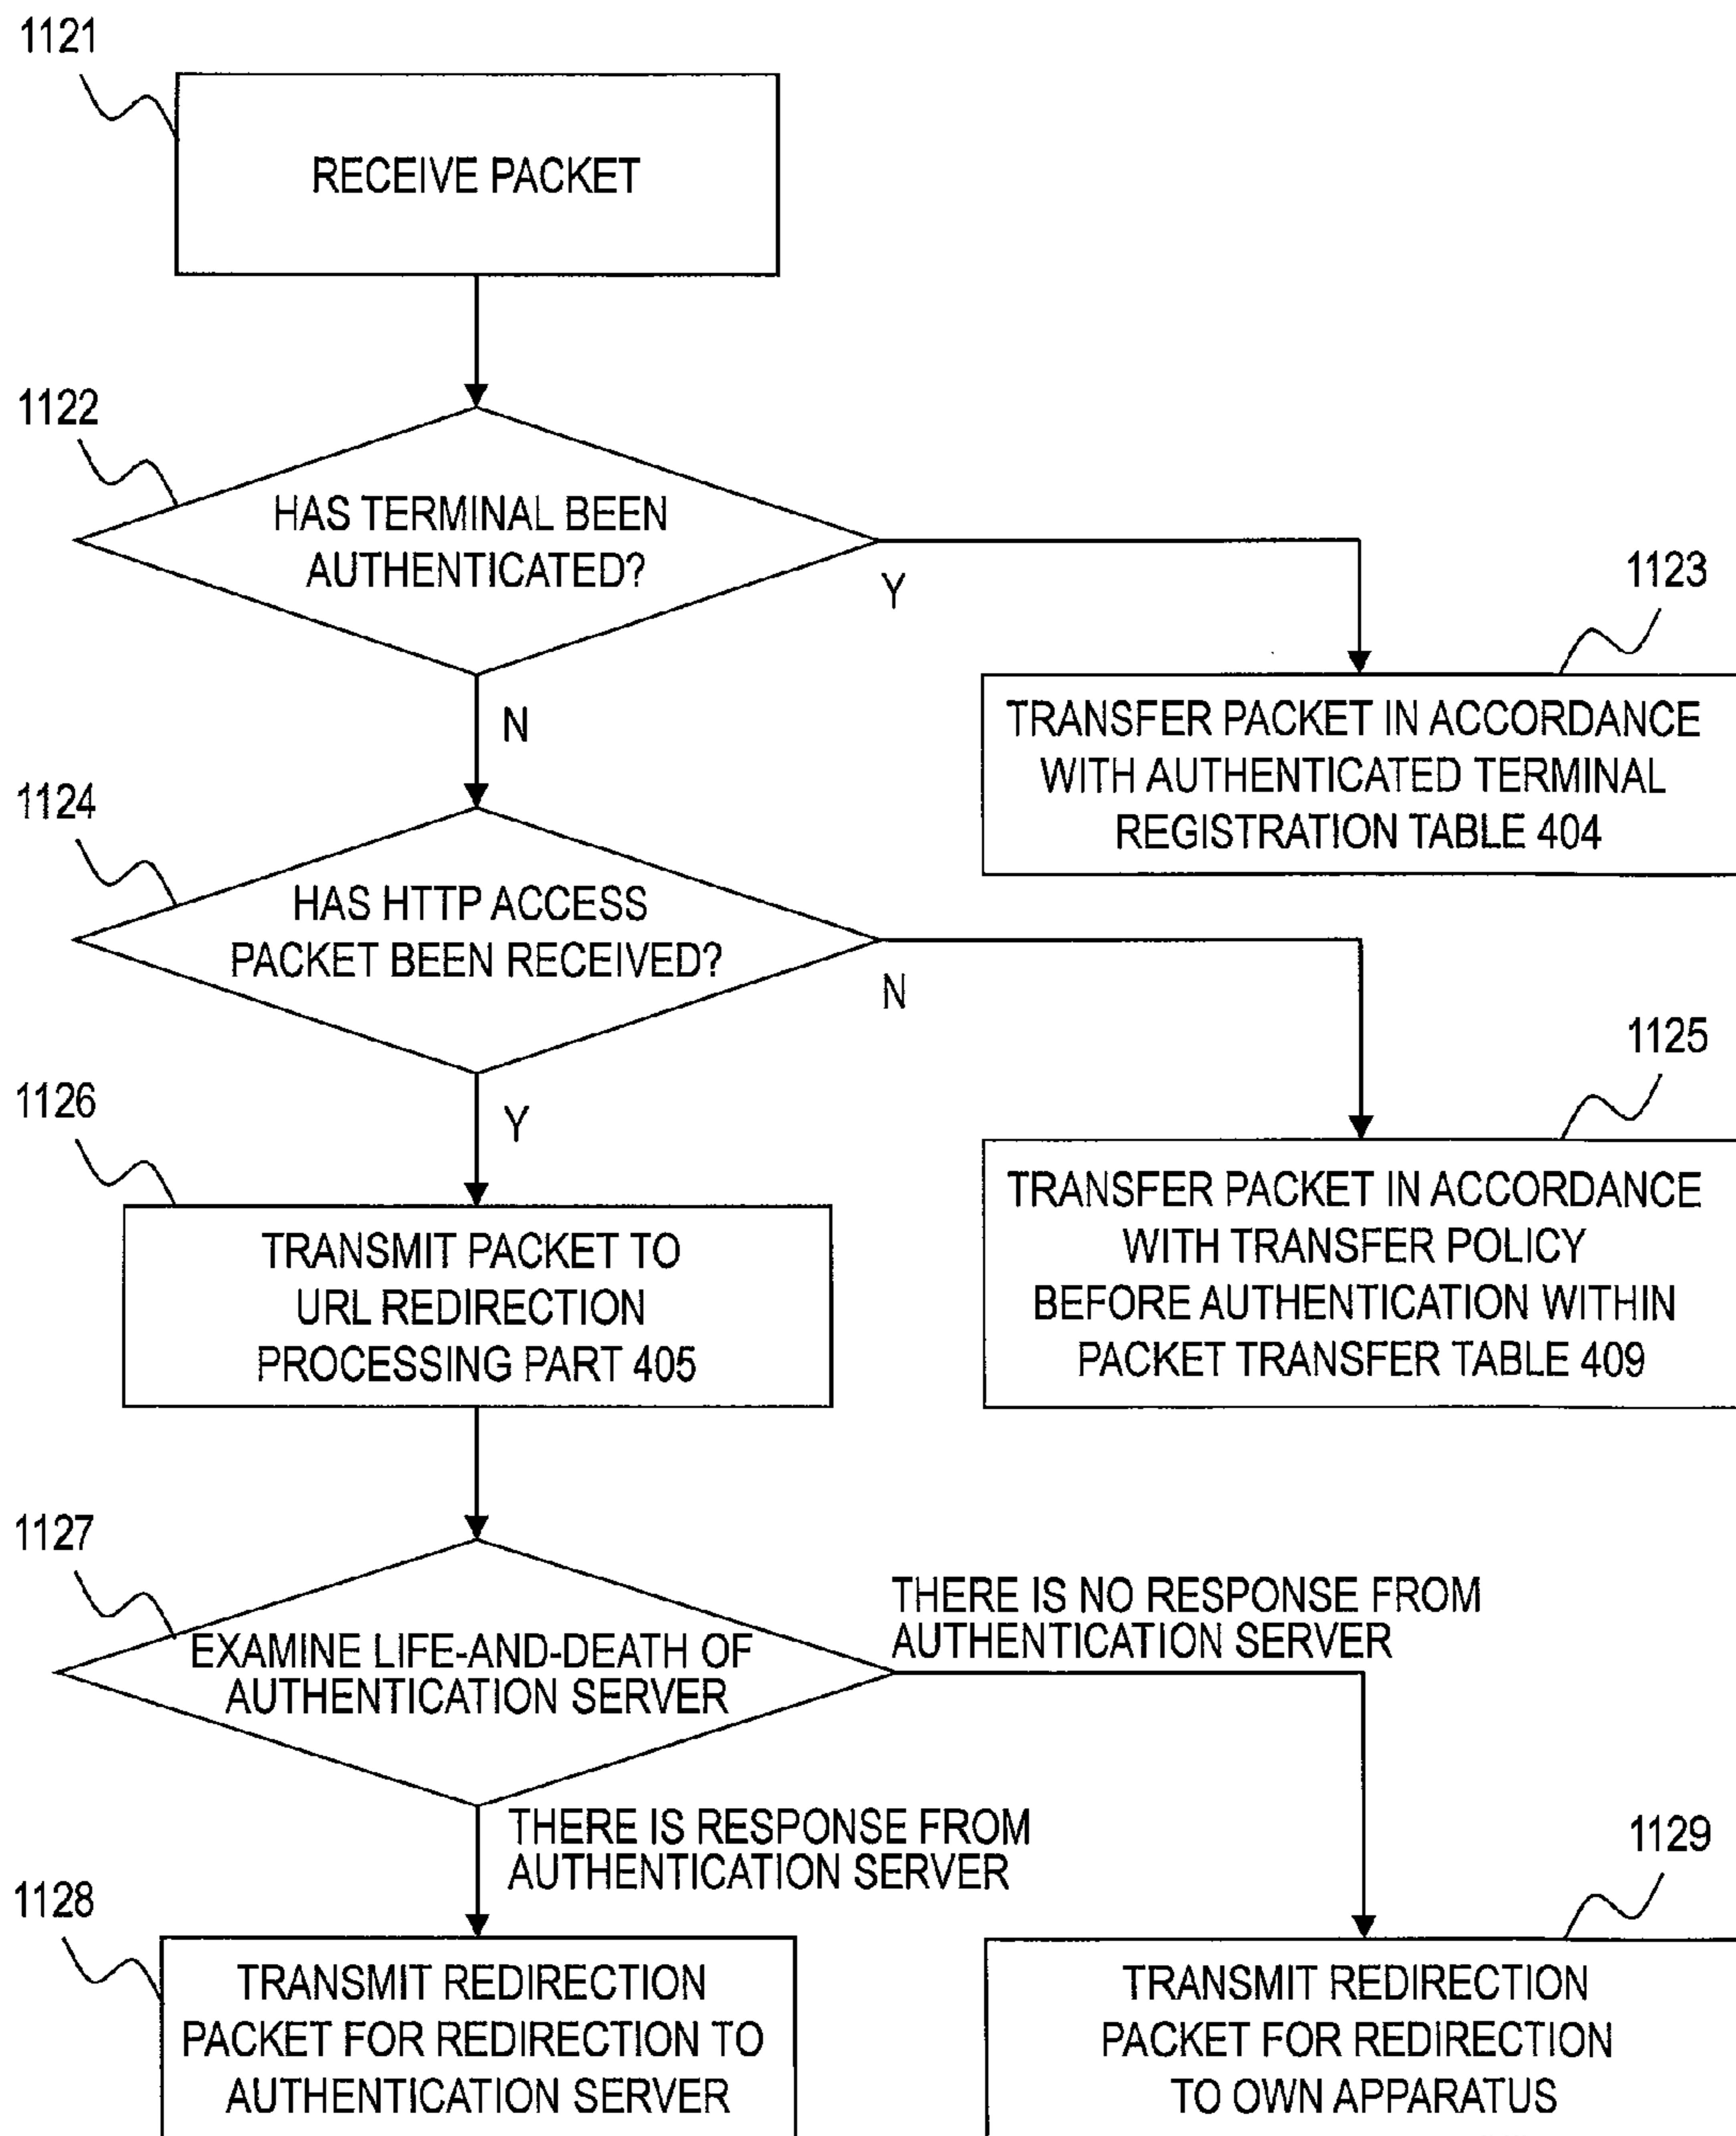 1121
RECEIVE PACKET
1122
HAS TERMINAL BEEN
AUTHENTICATED?
Y
N
1123
TRANSFER PACKET IN ACCORDANCE
WITH AUTHENTICATED TERMINAL
REGISTRATION TABLE 404
1124
HAS HTTP ACCESS
PACKET BEEN RECEIVED?
N
Y
1125
TRANSFER PACKET IN ACCORDANCE
WITH TRANSFER POLICY
BEFORE AUTHENTICATION WITHIN
PACKET TRANSFER TABLE 409
1126
TRANSMIT PACKET TO
URL REDIRECTION
PROCESSING PART 405
1127
EXAMINE LIFE-AND-DEATH OF
AUTHENTICATION SERVER
THERE IS NO RESPONSE FROM
AUTHENTICATION SERVER
THERE IS RESPONSE FROM
AUTHENTICATION SERVER
1128
TRANSMIT REDIRECTION
PACKET FOR REDIRECTION TO
AUTHENTICATION SERVER
1129
TRANSMIT REDIRECTION
PACKET FOR REDIRECTION
TO OWN APPARATUS